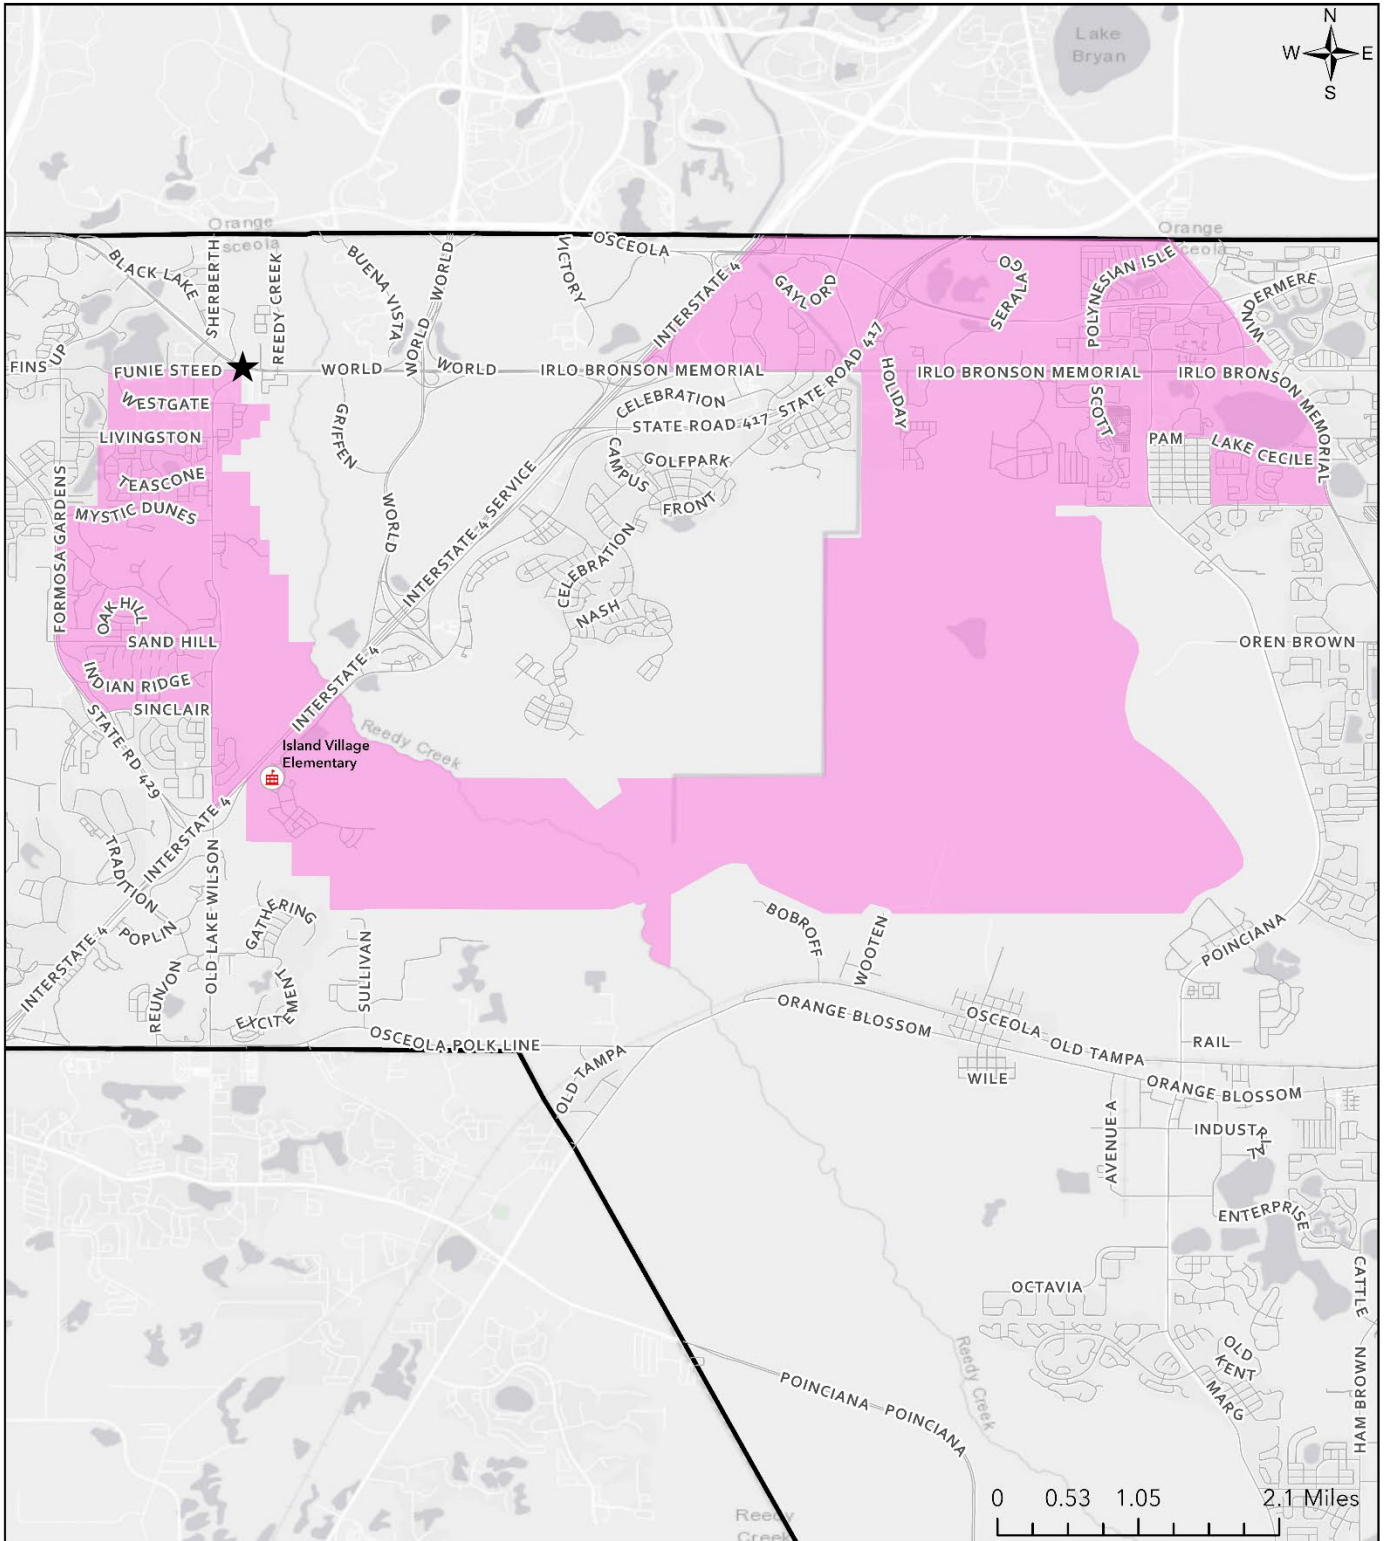 N
W E
S
Lake
Bryan
Orange
Osceola
Orange
Osceola
BLACK LAKE
SHERBERTH
REEDY CREEK
BUENA VISTA
WORLD
WORLD
VICTORY
OSCEOLA
INTERSTATE 4
GAYLORD
SERALAGO
POLYNESIAN ISLE
WINDERMERE
STATE ROAD 417
FINS UP
FUNIE STEED
WORLD
WORLD
IRLO BRONSON MEMORIAL
HOLIDAY
IRLO BRONSON MEMORIAL
SCOTT
IRLO BRONSON MEMORIAL
WESTGATE
CELEBRATION
STATE ROAD 417
LIVINGSTON
GRIFFEN
CAMPUS
GOLFPARK
PAM
LAKE CECILE
TEASCONE
FRONT
MYSTIC DUNES
WORLD
INTERSTATE 4 SERVICE
FORMOSA GARDENS
CELEBRATION
OAK HILL
NASH
SAND HILL
OREN BROWN
INDIAN RIDGE
INTERSTATE 4
SINCLAIR
STATE RD 429
Reedy Creek
Island Village
Elementary
INTERSTATE 4
TRADITION
OLD LAKE WILSON
GATHERING
POPLIN
BOBROFF
WOOTEN
POINCIANA
INTERSTATE 4
REUNION
EXCITEMENT
SULLIVAN
ORANGE BLOSSOM
OSCEOLA
OLD TAMPA
RAIL
OSCEOLA POLK LINE
OLD TAMPA
WILE
ORANGE BLOSSOM
AVENUE A
INDUSTRY
ENTERPRISE
CATTLE
OCTAVIA
OLD
KENT
MARG
HAM BROWN
Reedy Creek
POINCIANA
POINCIANA
0 0.53 1.05 2.1 Miles
Reedy
Creek